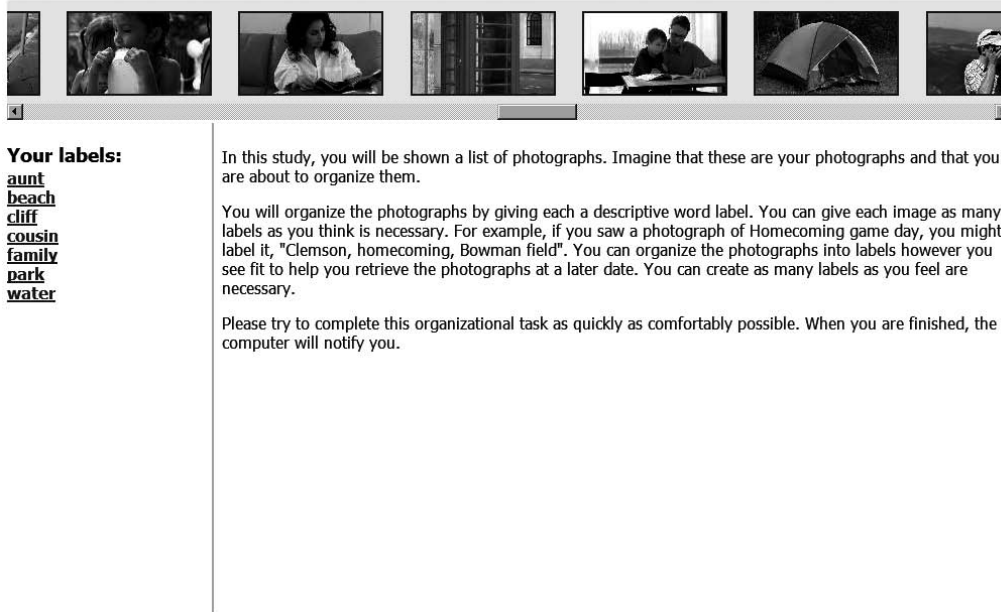 Your labels:
aunt
beach
cliff
cousin
family
park
water
In this study, you will be shown a list of photographs. Imagine that these are your photographs and that you
are about to organize them.
You will organize the photographs by giving each a descriptive word label. You can give each image as many
labels as you think is necessary. For example, if you saw a photograph of Homecoming game day, you might
label it, "Clemson, homecoming, Bowman field". You can organize the photographs into labels however you
see fit to help you retrieve the photographs at a later date. You can create as many labels as you feel are
necessary.
Please try to complete this organizational task as quickly as comfortably possible. When you are finished, the
computer will notify you.